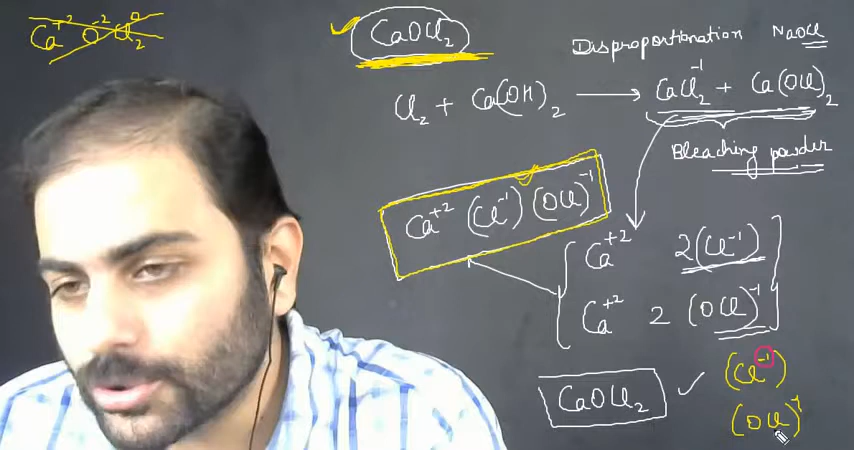 Ca⁺² O⁻² Cl₂⁰
CaOCl₂
Disproportionation NaOCl
Cl₂ + Ca(OH)₂ ⟶ CaCl₂⁻¹ + Ca(OCl)₂
Bleaching powder
Ca⁺² (Cl⁻¹) (OCl)⁻¹
Ca⁺² 2(Cl⁻¹)
Ca⁺² 2 (OCl)⁻¹
CaOCl₂ ✓ (Cl⁻¹)
(OCl)⁻¹